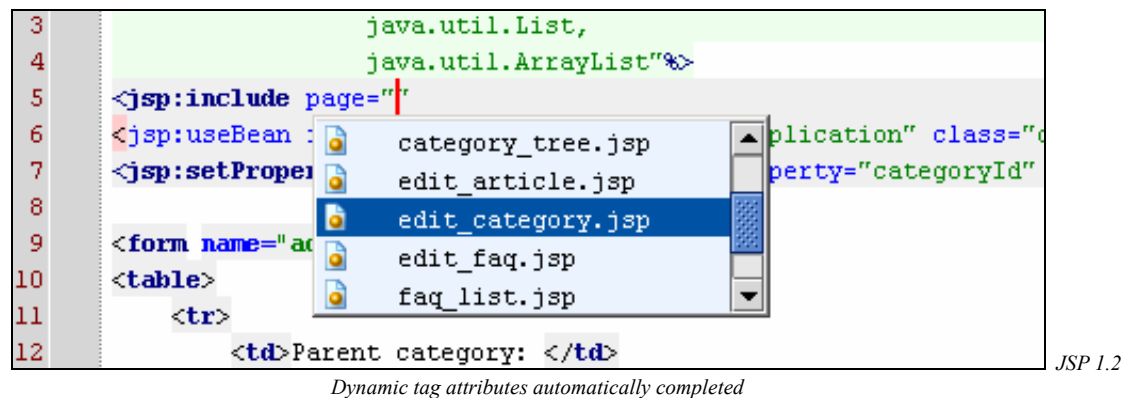 3 java.util.List,
4 java.util.ArrayList"%>
5 <jsp:include page=""
6 <jsp:useBean plication" class="
category_tree.jsp
7 <jsp:setProper perty="categoryId"
edit_article.jsp
8
edit_category.jsp
9 <form name="ad
edit_faq.jsp
10 <table>
faq_list.jsp
11 <tr>
12 <td>Parent category: </td>
JSP 1.2
Dynamic tag attributes automatically completed